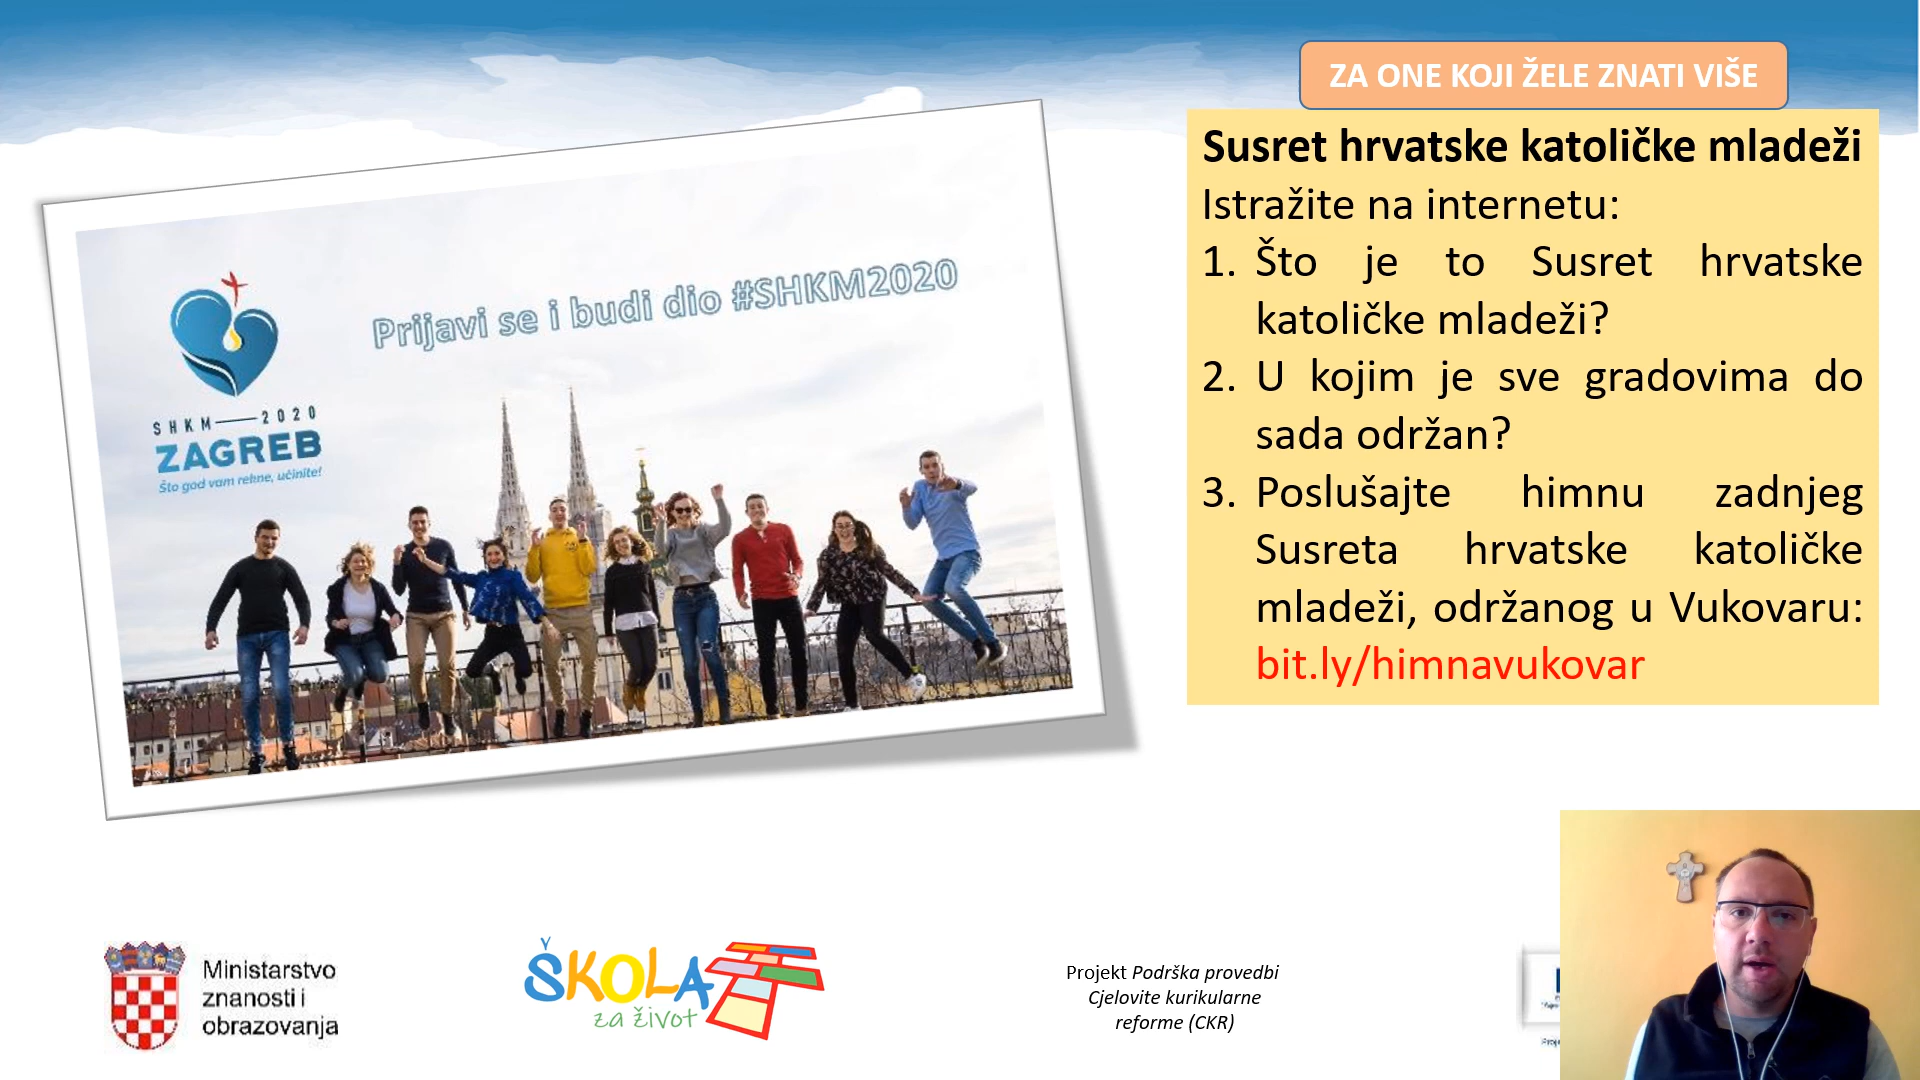 ZA ONE KOJI ŽELE ZNATI VIŠE
Susret hrvatske katoličke mladeži
Istražite na internetu:
1. Što je to Susret hrvatske
katoličke mladeži?
2. U kojim je sve gradovima do
sada održan?
3. Poslušajte himnu zadnjeg
Susreta hrvatske katoličke
mladeži, održanog u Vukovaru:
bit.ly/himnavukovar
Prijavi se i budi dio #SHKM2020
SHKM — 2020
ZAGREB
Što god vam rekne, učinite!
Ministarstvo
znanosti i
obrazovanja
ŠKOLA
za život
Projekt Podrška provedbi
Cjelovite kurikularne
reforme (CKR)